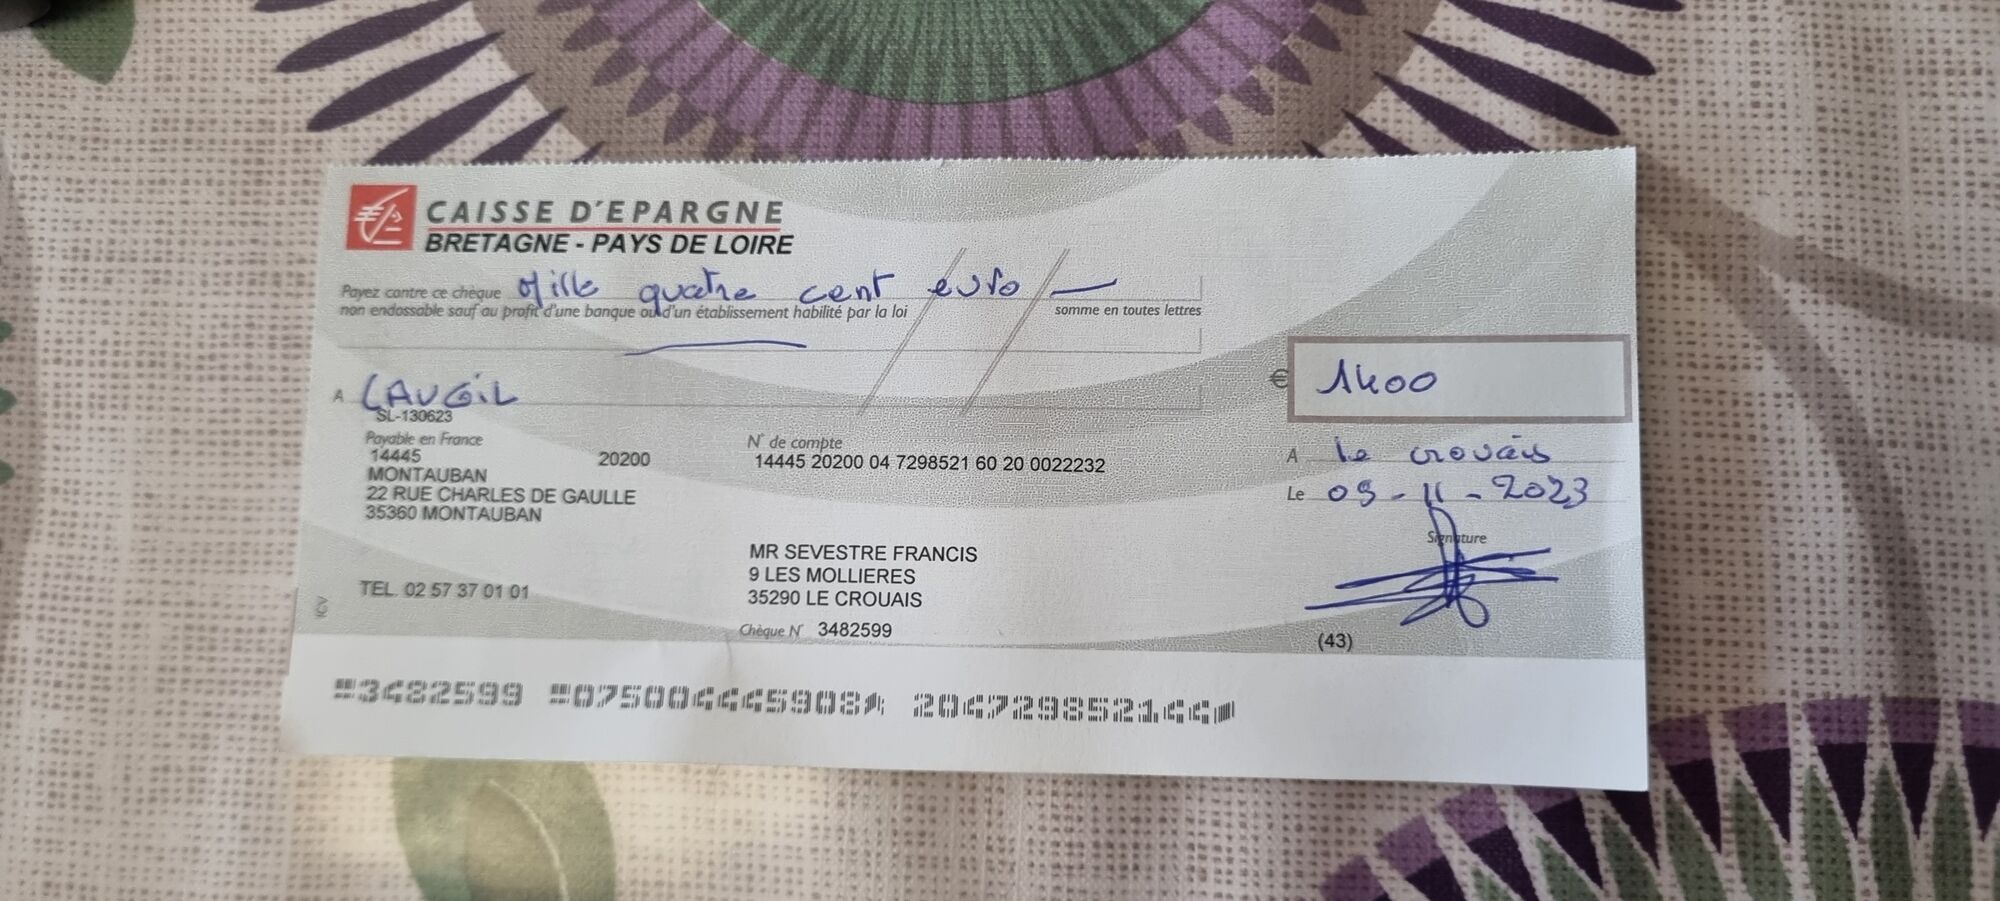 CAISSE D'EPARGNE
BRETAGNE - PAYS DE LOIRE
Payez contre ce chèque Mille quatre cent euro
non endossable sauf au profit d'une banque ou d'un établissement habilité par la loi somme en toutes lettres
€ 1400
A LAUGIL
SL-130623
Payable en France
14445 20200
MONTAUBAN
22 RUE CHARLES DE GAULLE
35360 MONTAUBAN
N° de compte
14445 20200 04 7298521 60 20 0022232
A Le crouais
Le 09-11-2023
Signature
MR SEVESTRE FRANCIS
9 LES MOLLIERES
35290 LE CROUAIS
TEL. 02 57 37 01 01
Chèque N° 3482599
(43)
3482599 075004445908 204729852144